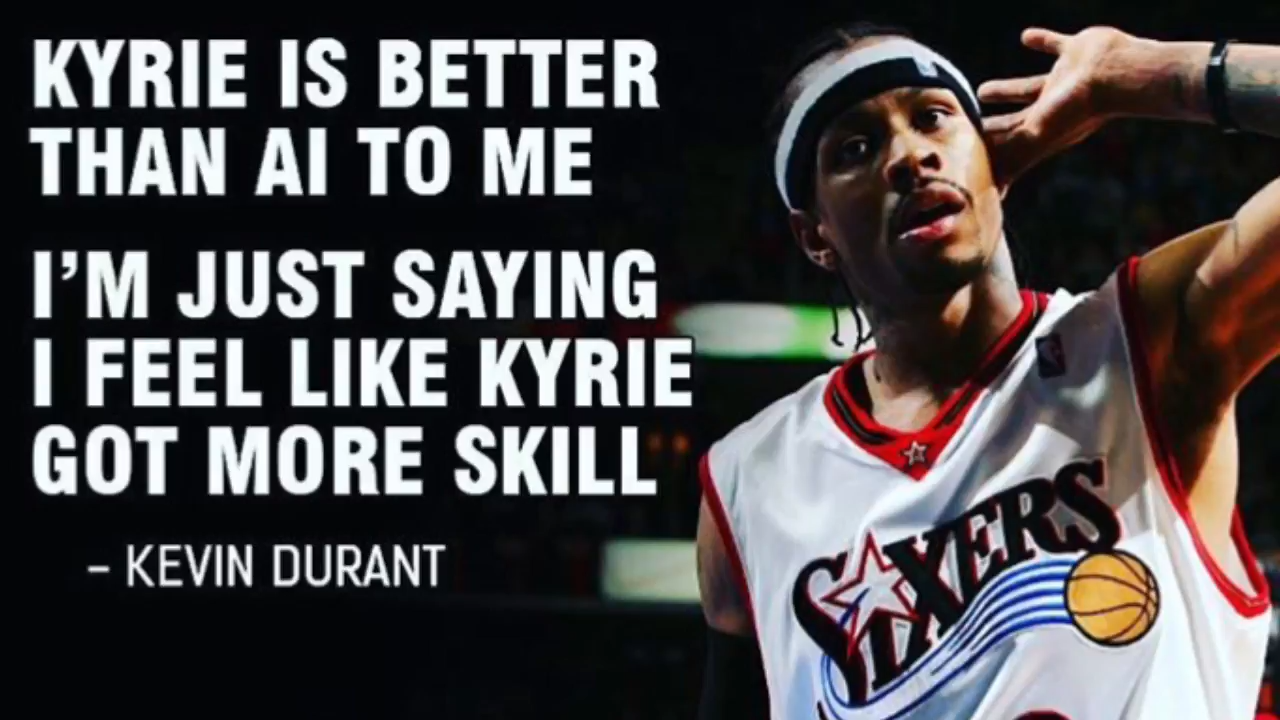 KYRIE IS BETTER
THAN AI TO ME
I'M JUST SAYING
I FEEL LIKE KYRIE
GOT MORE SKILL
– KEVIN DURANT
SIXERS